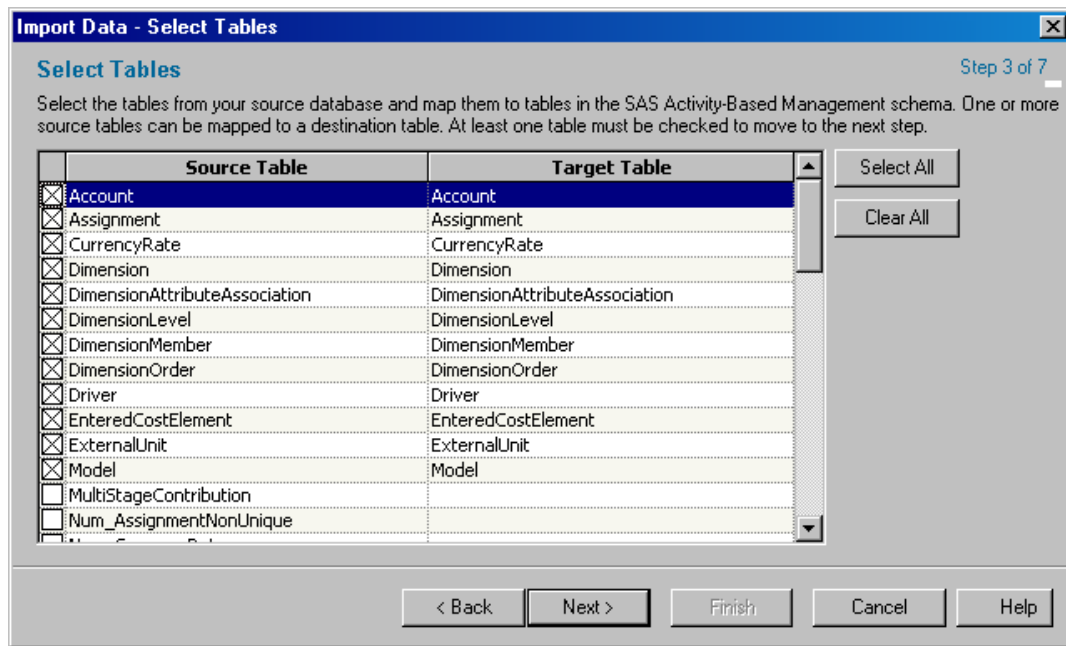 Import Data - Select Tables
Select Tables
Step 3 of 7
Select the tables from your source database and map them to tables in the SAS Activity-Based Management schema. One or more
source tables can be mapped to a destination table. At least one table must be checked to move to the next step.
Source Table Target Table
Select All
Account Account
Assignment Assignment
Clear All
CurrencyRate CurrencyRate
Dimension Dimension
DimensionAttributeAssociation DimensionAttributeAssociation
DimensionLevel DimensionLevel
DimensionMember DimensionMember
DimensionOrder DimensionOrder
Driver Driver
EnteredCostElement EnteredCostElement
ExternalUnit ExternalUnit
Model Model
MultiStageContribution
Num_AssignmentNonUnique
< Back Next > Finish Cancel Help